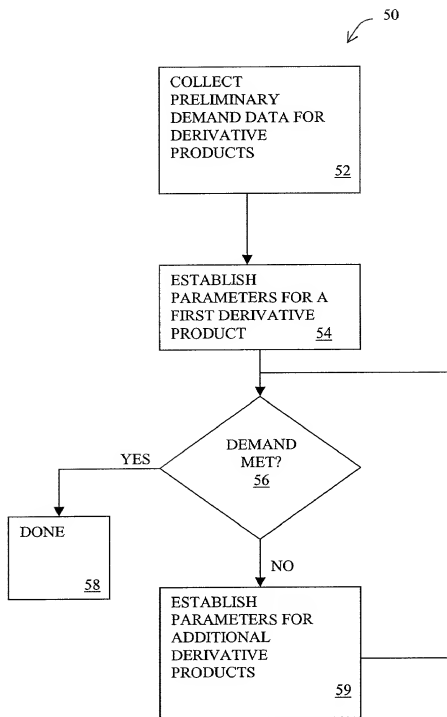 50
COLLECT
PRELIMINARY
DEMAND DATA FOR
DERIVATIVE
PRODUCTS
52
ESTABLISH
PARAMETERS FOR A
FIRST DERIVATIVE
PRODUCT 54
DEMAND
MET?
56
YES
DONE
58
NO
ESTABLISH
PARAMETERS FOR
ADDITIONAL
DERIVATIVE
PRODUCTS
59